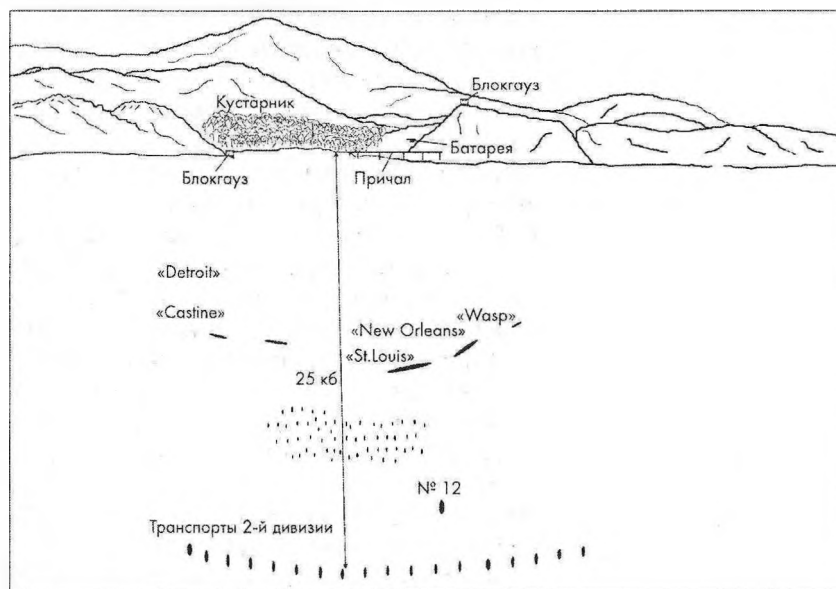 Блокгауз
Кустарник
Батарея
Блокгауз
Причал
«Detroit»
«Castine»
«Wasp»
«New Orleans»
«St.Louis»
25 кб
№ 12
Транспорты 2-й дивизии